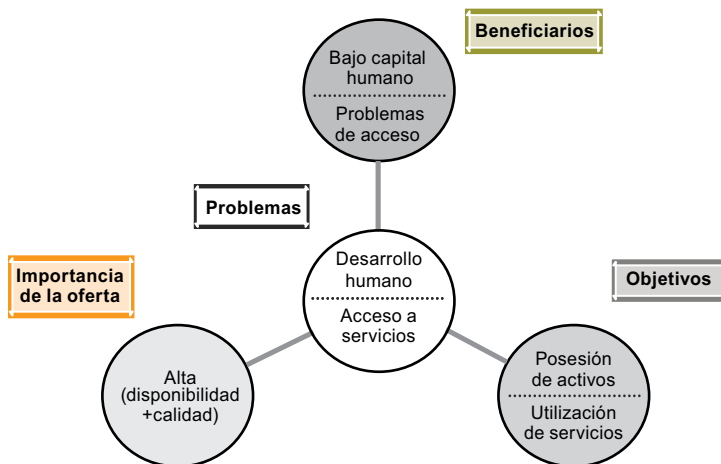 Beneficiarios
Bajo capital
humano
Problemas
de acceso
Problemas
Desarrollo
humano
Acceso a
servicios
Importancia
de la oferta
Objetivos
Alta
(disponibilidad
+calidad)
Posesión
de activos
Utilización
de servicios